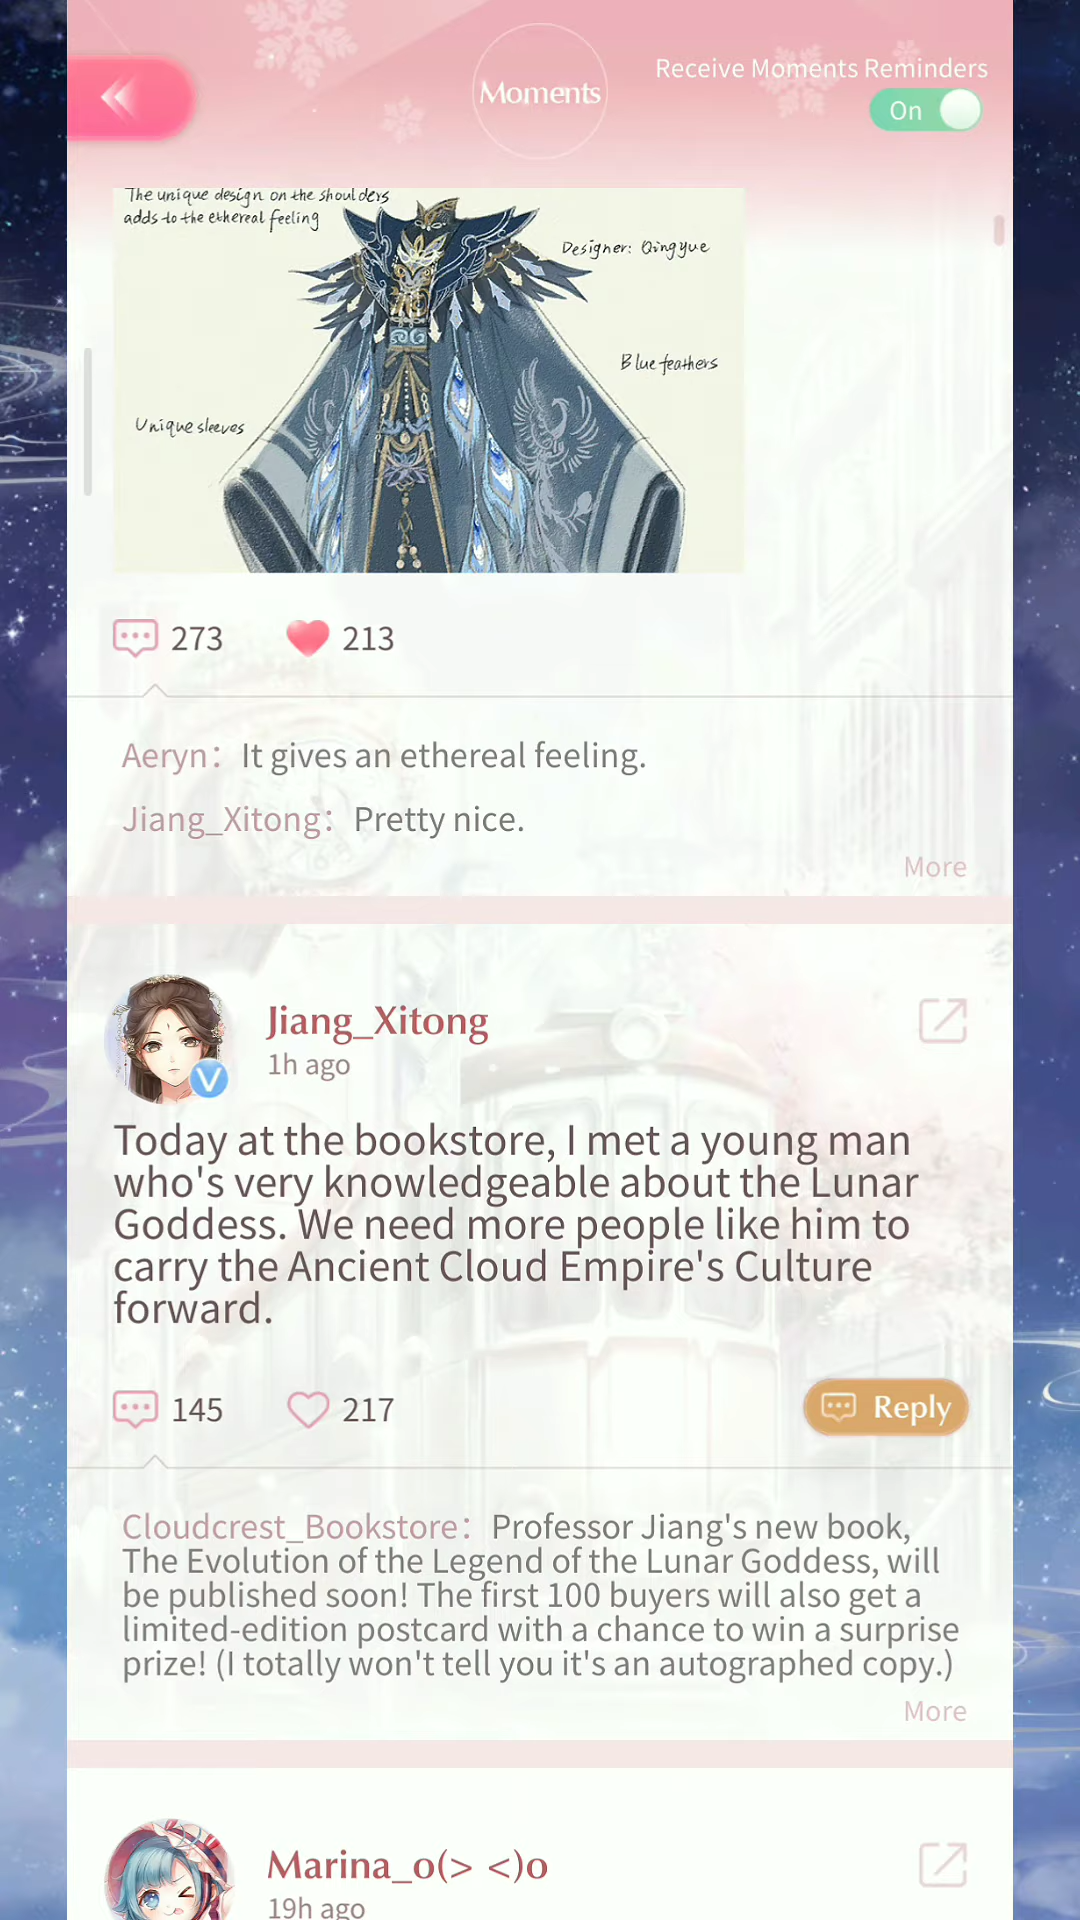 Moments
Receive Moments Reminders
On
The unique design on the shoulders
adds to the ethereal feeling
Designer: Qingyue
Blue feathers
Unique sleeves
273
213
Aeryn: It gives an ethereal feeling.
Jiang_Xitong: Pretty nice.
More
Jiang_Xitong
V
1h ago
Today at the bookstore, I met a young man
who's very knowledgeable about the Lunar
Goddess. We need more people like him to
carry the Ancient Cloud Empire's Culture
forward.
145
217
Reply
Cloudcrest_Bookstore: Professor Jiang's new book,
The Evolution of the Legend of the Lunar Goddess, will
be published soon! The first 100 buyers will also get a
limited-edition postcard with a chance to win a surprise
prize! (I totally won't tell you it's an autographed copy.)
More
Marina_o(> <)o
19h ago